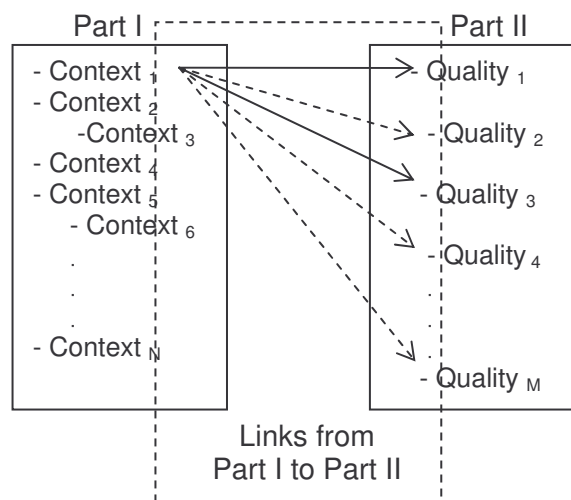 Part I
- Context 1
- Context 2
-Context 3
- Context 4
- Context 5
- Context 6
.
.
.
- Context N
Part II
- Quality 1
- Quality 2
- Quality 3
- Quality 4
.
.
.
- Quality M
Links from
Part I to Part II